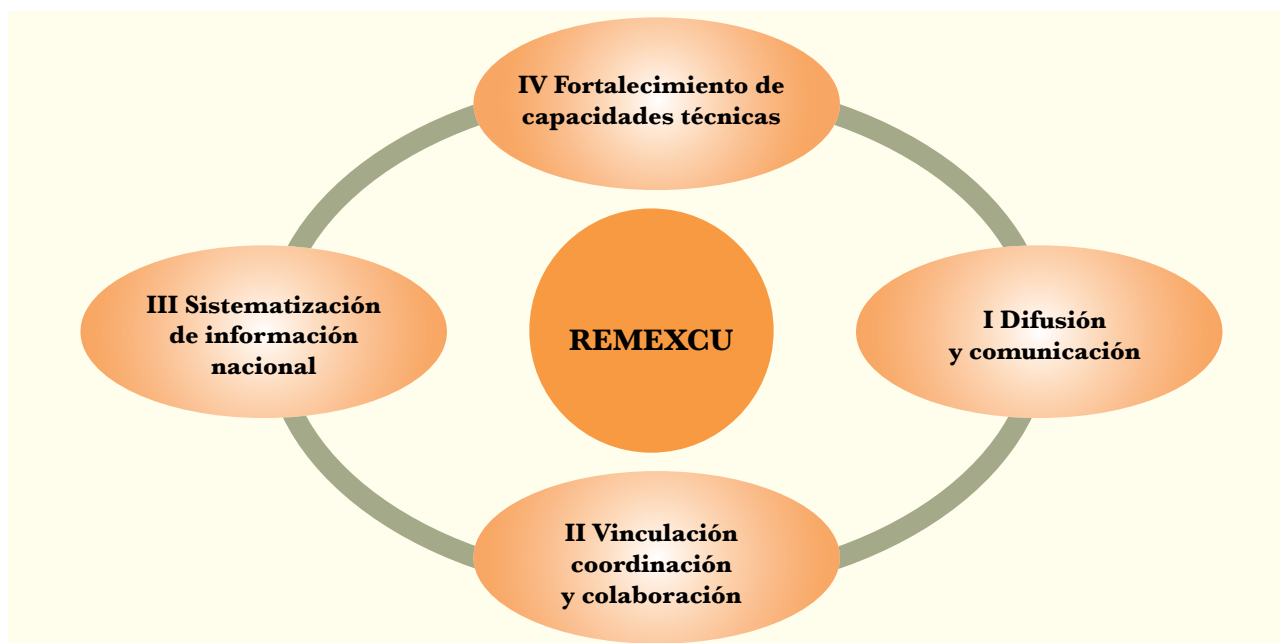 IV Fortalecimiento de
capacidades técnicas
III Sistematización
de información
nacional
REMEXCU
I Difusión
y comunicación
II Vinculación
coordinación
y colaboración